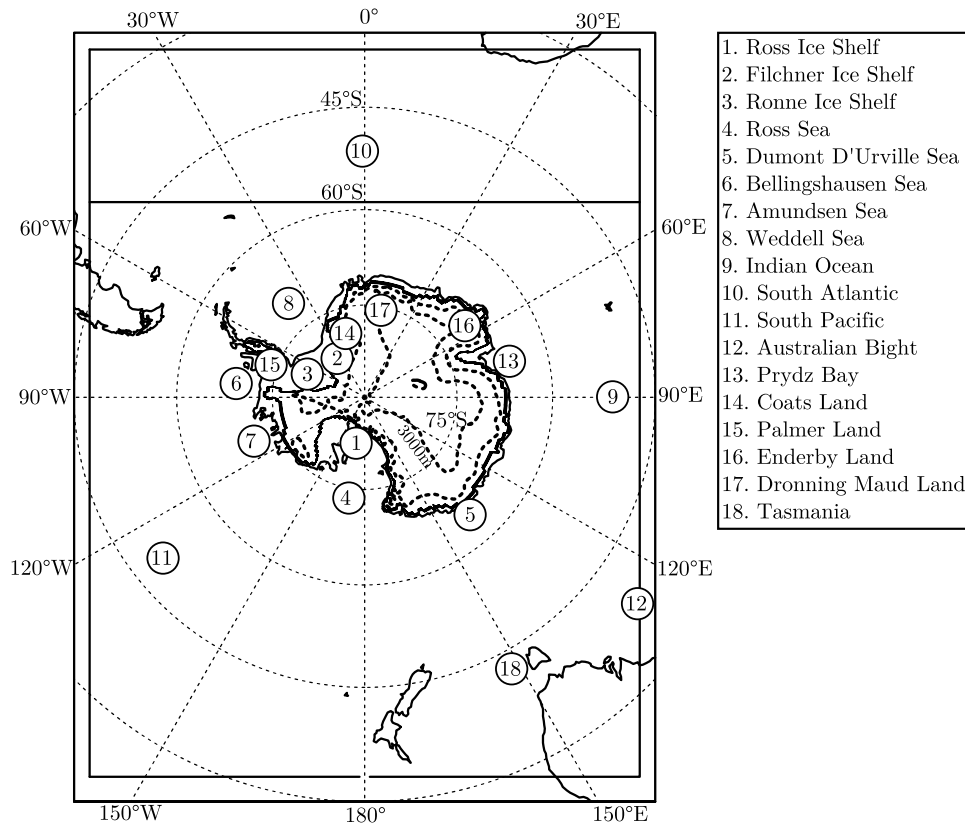 30°W 0° 30°E
45°S
10
60°S
60°W 60°E
8 17
14 16
15 3 2 13
6
90°W 9 90°E
75°S
7 1 3000m
4 5
11
120°W 120°E
12
18
150°W 180° 150°E
1. Ross Ice Shelf
2. Filchner Ice Shelf
3. Ronne Ice Shelf
4. Ross Sea
5. Dumont D'Urville Sea
6. Bellingshausen Sea
7. Amundsen Sea
8. Weddell Sea
9. Indian Ocean
10. South Atlantic
11. South Pacific
12. Australian Bight
13. Prydz Bay
14. Coats Land
15. Palmer Land
16. Enderby Land
17. Dronning Maud Land
18. Tasmania